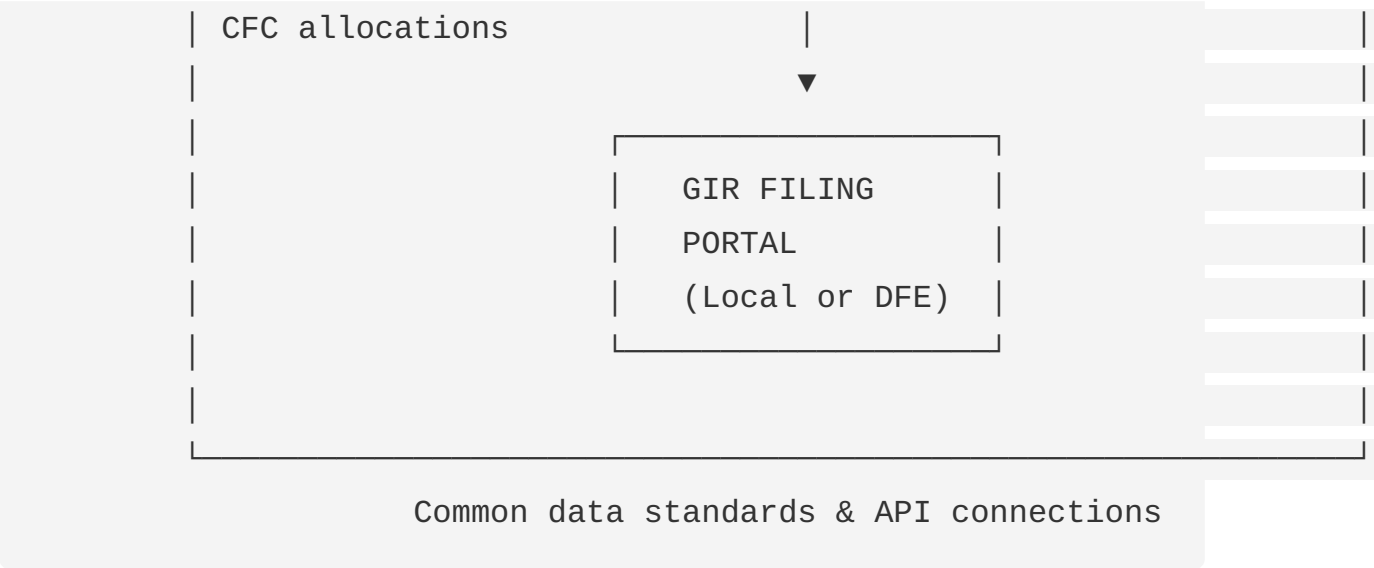 CFC allocations
▼
GIR FILING
PORTAL
(Local or DFE)
Common data standards & API connections